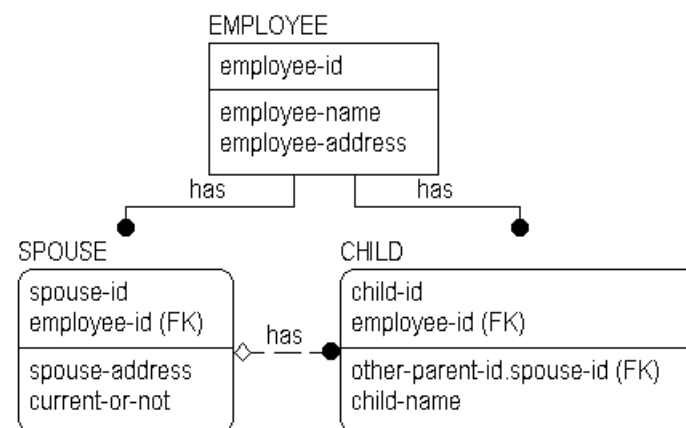 EMPLOYEE
employee-id
employee-name
employee-address
has
has
SPOUSE
spouse-id
employee-id (FK)
spouse-address
current-or-not
has
CHILD
child-id
employee-id (FK)
other-parent-id.spouse-id (FK)
child-name